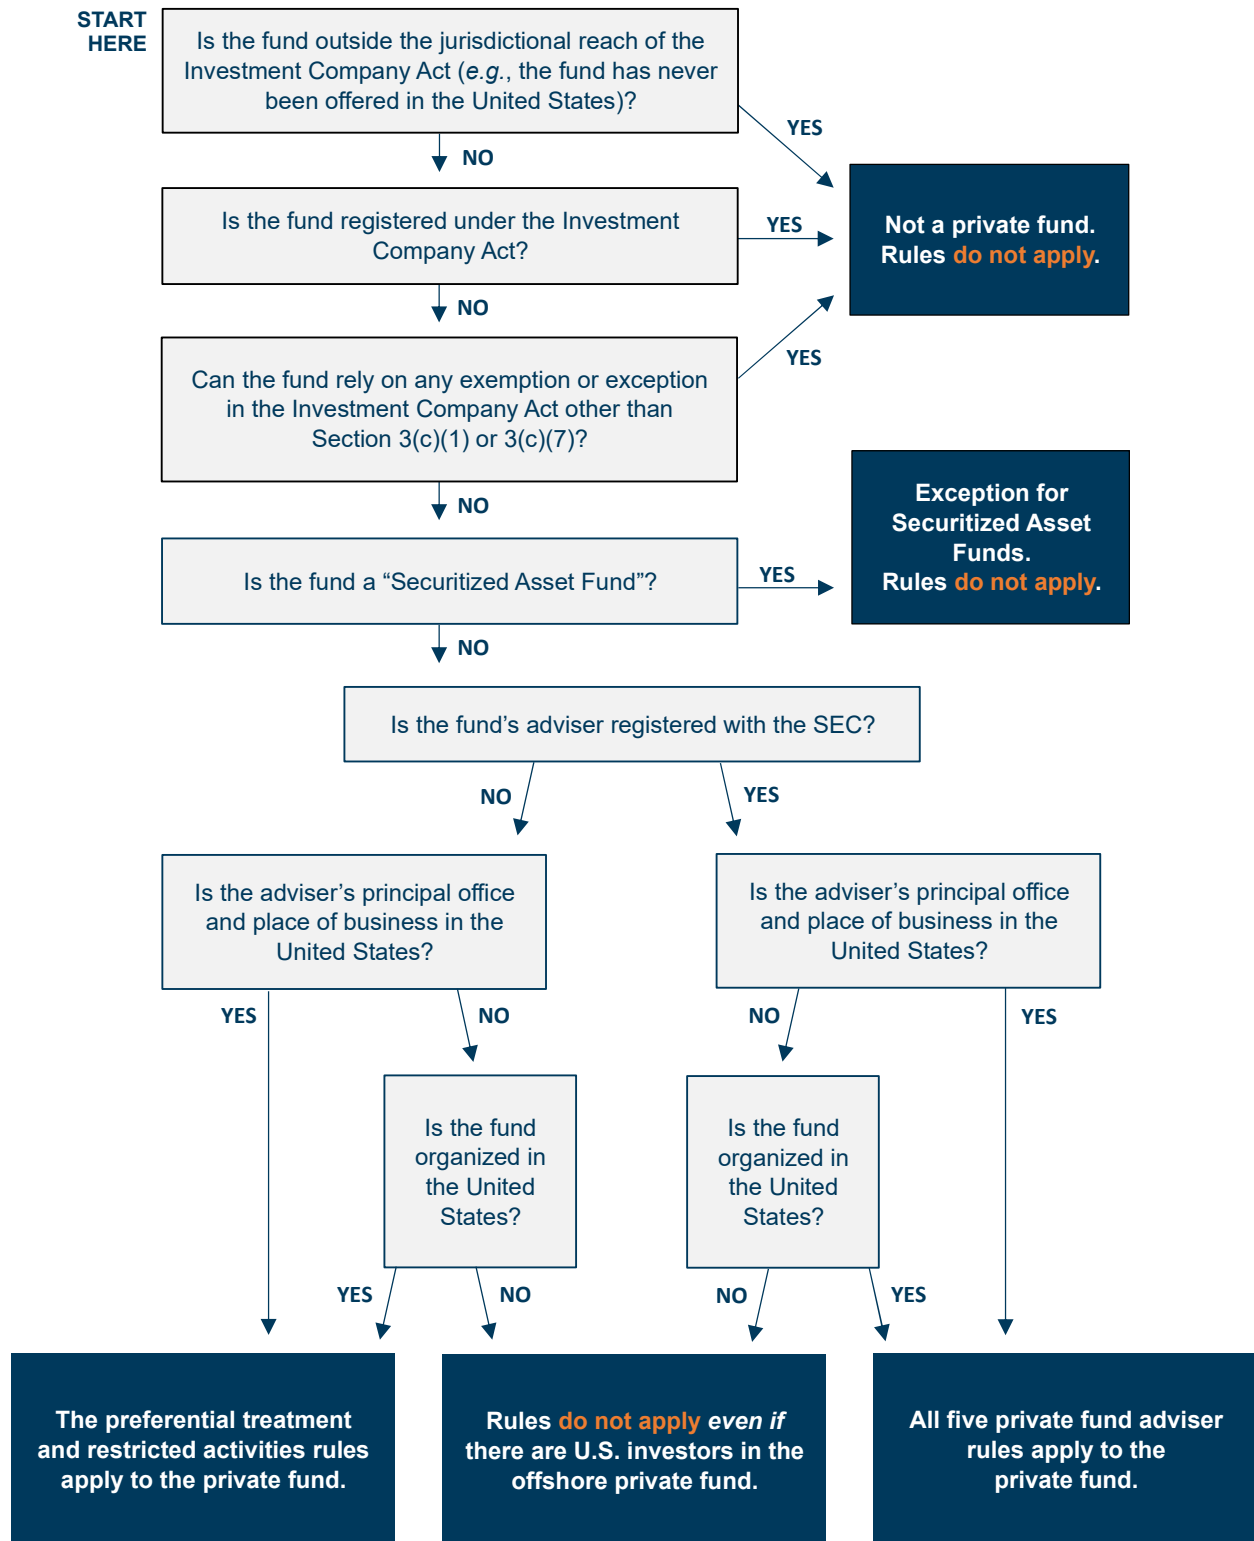 START
HERE
Is the fund outside the jurisdictional reach of the
Investment Company Act (e.g., the fund has never
been offered in the United States)?
YES
NO
Is the fund registered under the Investment
Company Act?
YES
Not a private fund.
Rules do not apply.
NO
Can the fund rely on any exemption or exception
in the Investment Company Act other than
Section 3(c)(1) or 3(c)(7)?
YES
NO
Is the fund a “Securitized Asset Fund”?
YES
Exception for
Securitized Asset
Funds.
Rules do not apply.
NO
Is the fund’s adviser registered with the SEC?
NO
YES
Is the adviser’s principal office
and place of business in the
United States?
Is the adviser’s principal office
and place of business in the
United States?
YES
NO
NO
YES
Is the fund
organized in
the United
States?
Is the fund
organized in
the United
States?
YES
NO
NO
YES
The preferential treatment
and restricted activities rules
apply to the private fund.
Rules do not apply even if
there are U.S. investors in the
offshore private fund.
All five private fund adviser
rules apply to the
private fund.